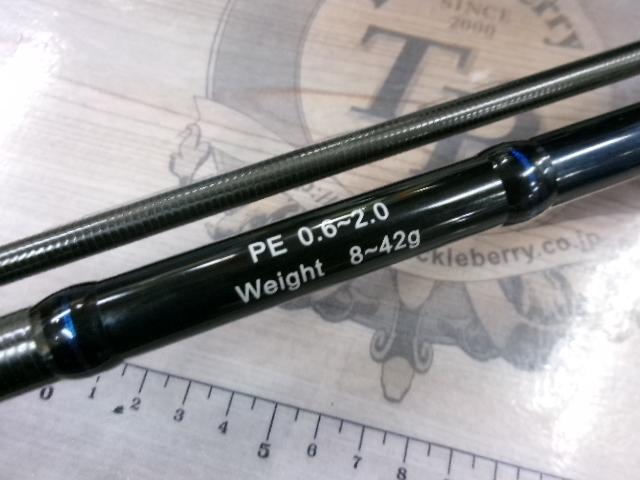 SINCE
2000
TB
PE 0.6~2.0
Weight 8~42g
ckleberry.co.jp
0 1 2 3 4 5 6 7 8